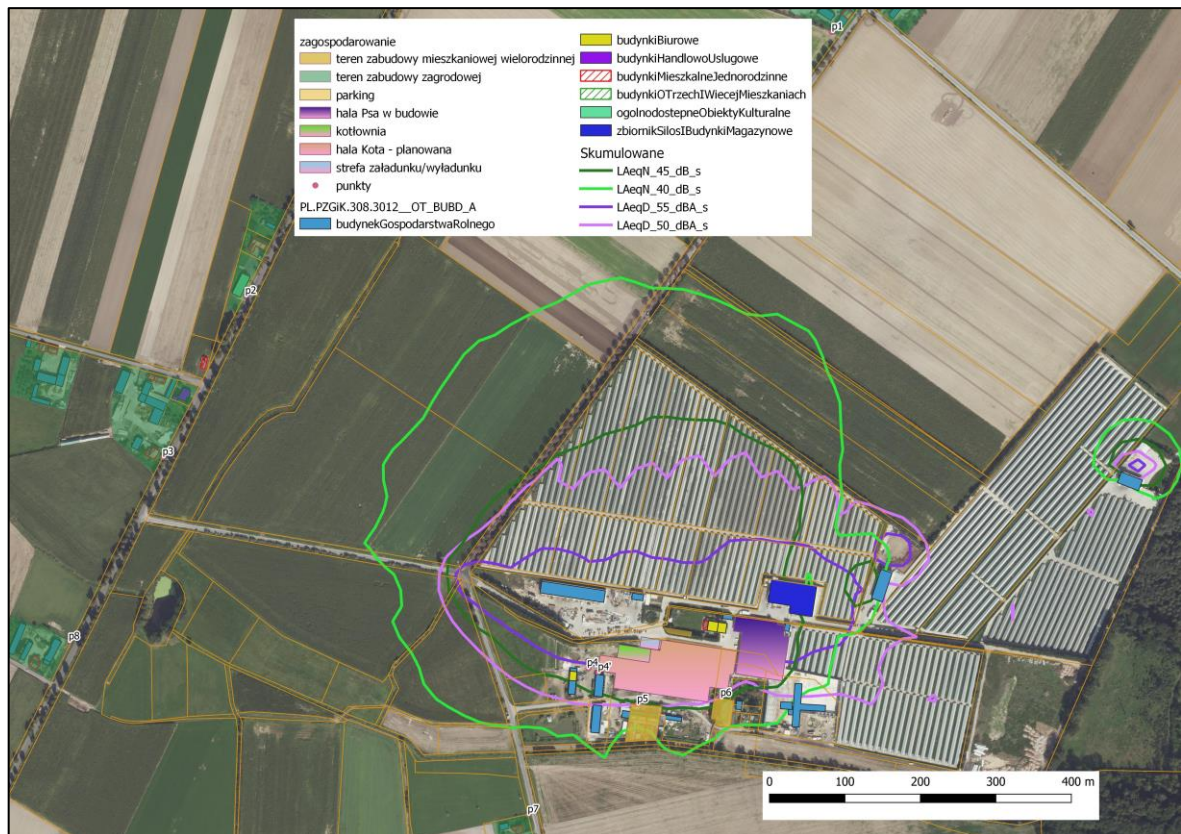 zagospodarowanie
teren zabudowy mieszkaniowej wielorodzinnej
teren zabudowy zagrodowej
parking
hala Psa w budowie
kotłownia
hala Kota - planowana
strefa załadunku/wyładunku
punkty
PL.PZGiK.308.3012__OT_BUBD_A
budynekGospodarstwaRolnego
budynkiBiurowe
budynkiHandlowoUslugowe
budynkiMieszkalneJednorodzinne
budynkiOTrzechIWiecejMieszkaniach
ogolnodostepneObiektyKulturalne
zbiornikSilosIBudynkiMagazynowe
Skumulowane
LAeqN_45_dB_s
LAeqN_40_dB_s
LAeqD_55_dBA_s
LAeqD_50_dBA_s
p1
p2
p3
p8
p4
p4'
p5
p6
p7
0 100 200 300 400 m